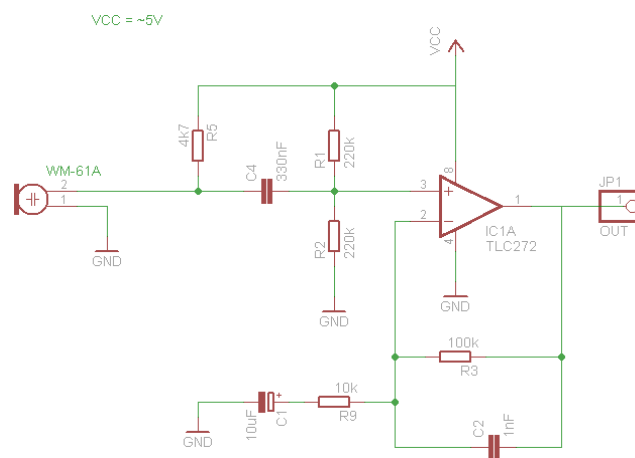 VCC = ~5V
VCC
4k7
R5
C4
330nF
R1
220k
WM-61A
2
1
GND
R2
220k
GND
3
2
8
4
+
-
1
IC1A
TLC272
GND
JP1
1
OUT
100k
R3
10k
R9
GND
10uF
+
C1
C2
1nF